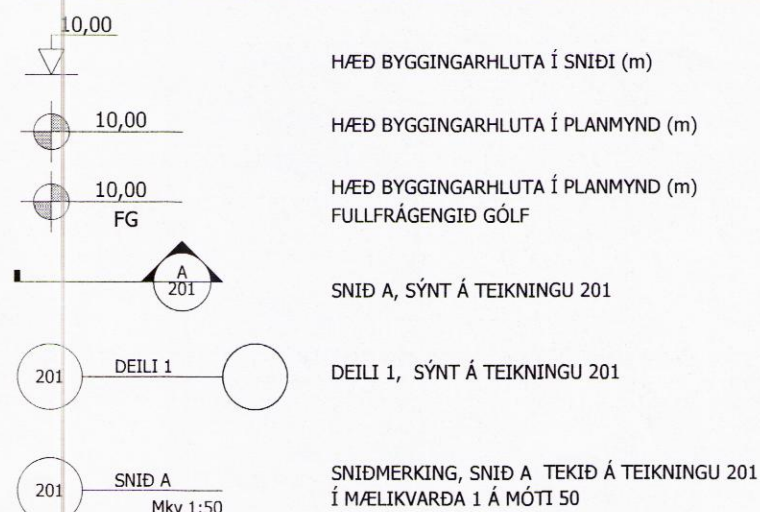 10,00
HÆÐ BYGGINGARHLUTA Í SNIÐI (m)
10,00
HÆÐ BYGGINGARHLUTA Í PLANMYND (m)
10,00
FG
HÆÐ BYGGINGARHLUTA Í PLANMYND (m)
FULLFRÁGENGIÐ GÓLF
A
201
SNIÐ A, SÝNT Á TEIKNINGU 201
201
DEILI 1
DEILI 1, SÝNT Á TEIKNINGU 201
201
SNIÐ A
Mkv 1:50
SNIÐMERKING, SNIÐ A TEKIÐ Á TEIKNINGU 201
Í MÆLIKVARÐA 1 Á MÓTI 50